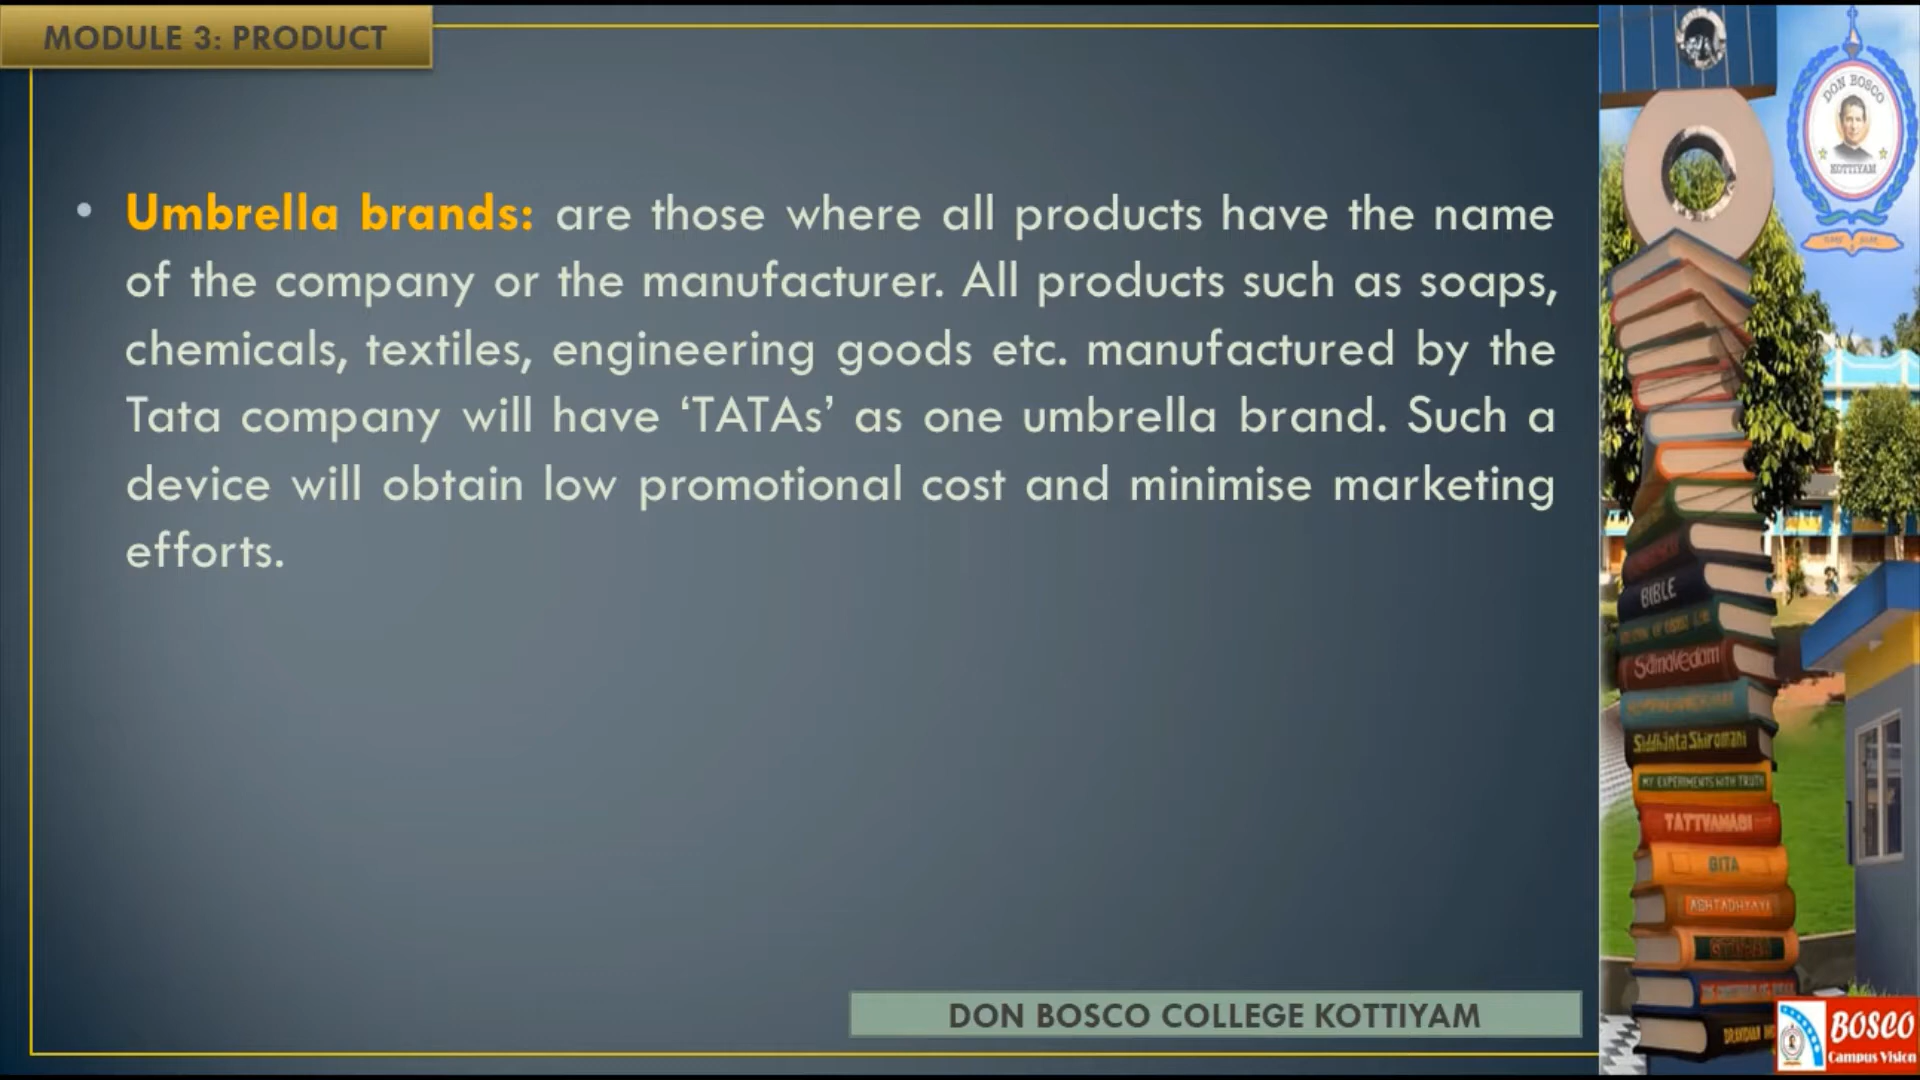 MODULE 3: PRODUCT
• Umbrella brands: are those where all products have the name
of the company or the manufacturer. All products such as soaps,
chemicals, textiles, engineering goods etc. manufactured by the
Tata company will have ‘TATAs’ as one umbrella brand. Such a
device will obtain low promotional cost and minimise marketing
efforts.
DON BOSCO COLLEGE KOTTIYAM
DON BOSCO
KOTTIYAM
BIBLE
Samavedam
Siddhanta Shiromani
MY EXPERIMENTS WITH TRUTH
GITA
ASHTADHYAYI
BOSCO
Campus Vision